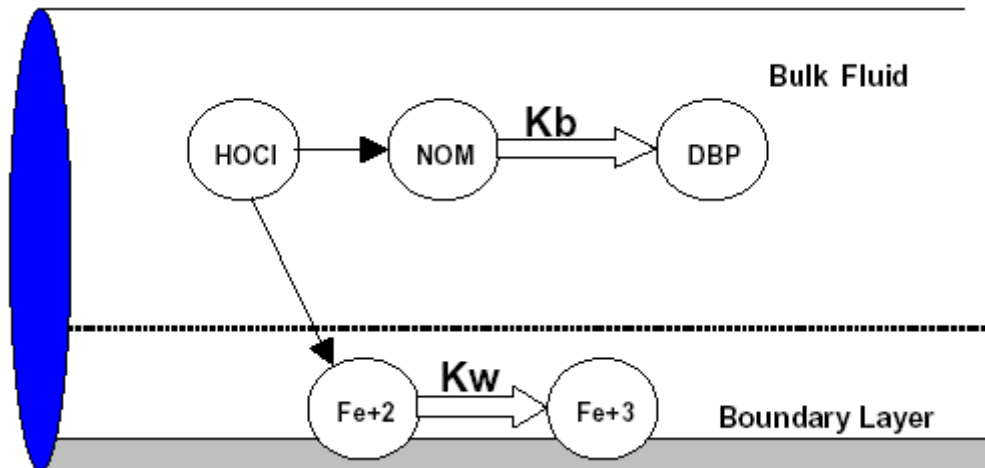 Bulk Fluid
Kb
HOCl
NOM
DBP
Kw
Fe+2
Fe+3
Boundary Layer